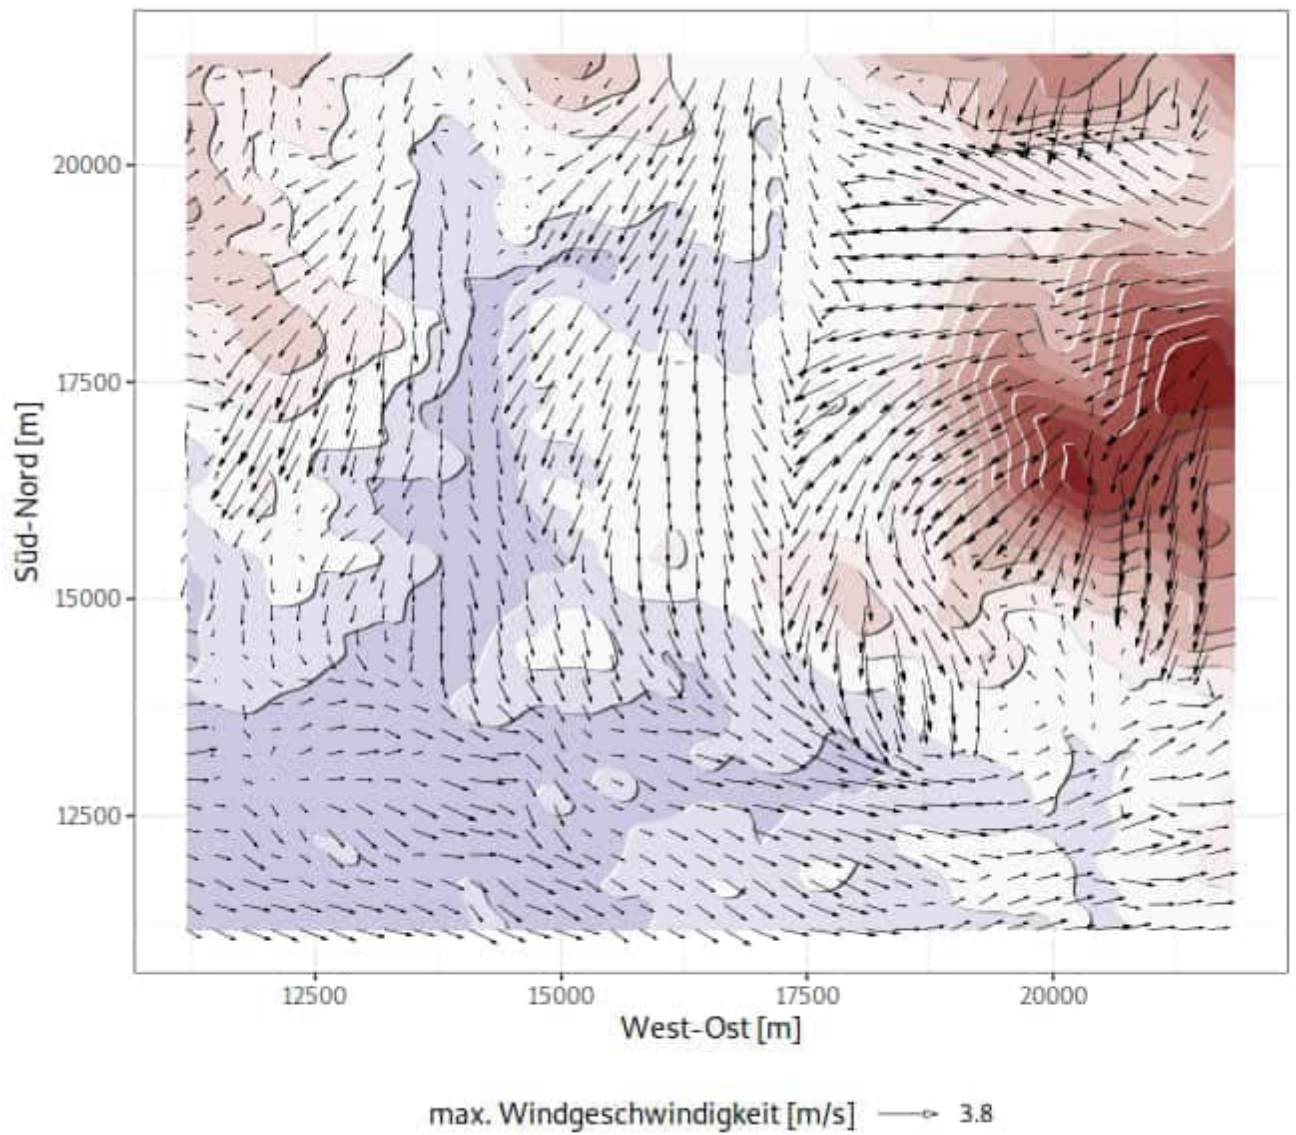 Süd-Nord [m]
20000
17500
15000
12500
12500 15000 17500 20000
West-Ost [m]
max. Windgeschwindigkeit [m/s] 3.8